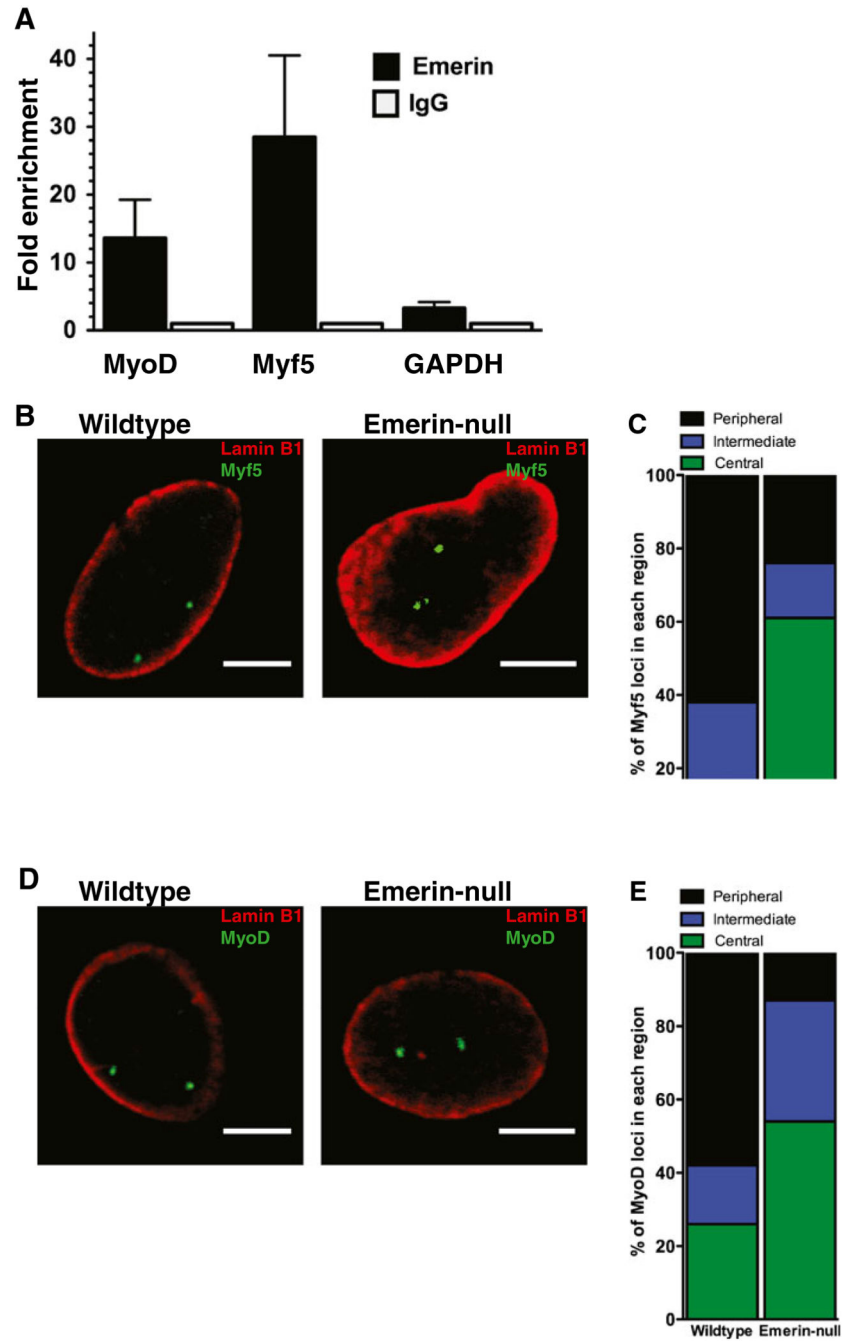 A
Fold enrichment
40
30
20
10
0
Emerin
IgG
MyoD Myf5 GAPDH
B
Wildtype
Lamin B1
Myf5
Emerin-null
Lamin B1
Myf5
C
Peripheral
Intermediate
Central
% of Myf5 loci in each region
100
80
60
40
20
D
Wildtype
Lamin B1
MyoD
Emerin-null
Lamin B1
MyoD
E
Peripheral
Intermediate
Central
% of MyoD loci in each region
100
80
60
40
20
0
Wildtype Emerin-null